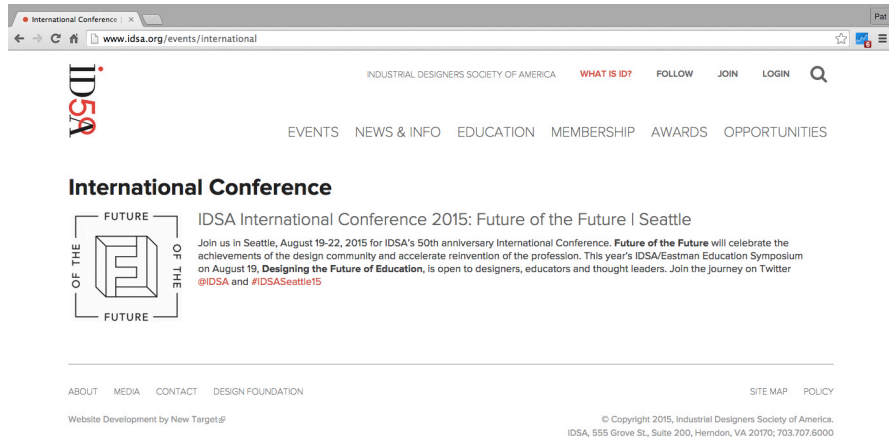 International Conference |
Pat
www.idsa.org/events/international
6
iDSA
50
INDUSTRIAL DESIGNERS SOCIETY OF AMERICA WHAT IS ID? FOLLOW JOIN LOGIN
EVENTS NEWS & INFO EDUCATION MEMBERSHIP AWARDS OPPORTUNITIES
International Conference
FUTURE
OF THE
OF THE
FUTURE
IDSA International Conference 2015: Future of the Future | Seattle
Join us in Seattle, August 19-22, 2015 for IDSA's 50th anniversary International Conference. Future of the Future will celebrate the
achievements of the design community and accelerate reinvention of the profession. This year's IDSA/Eastman Education Symposium
on August 19, Designing the Future of Education, is open to designers, educators and thought leaders. Join the journey on Twitter
@IDSA and #IDSASeattle15
ABOUT MEDIA CONTACT DESIGN FOUNDATION SITE MAP POLICY
Website Development by New Target
© Copyright 2015, Industrial Designers Society of America.
IDSA, 555 Grove St., Suite 200, Herndon, VA 20170; 703.707.6000